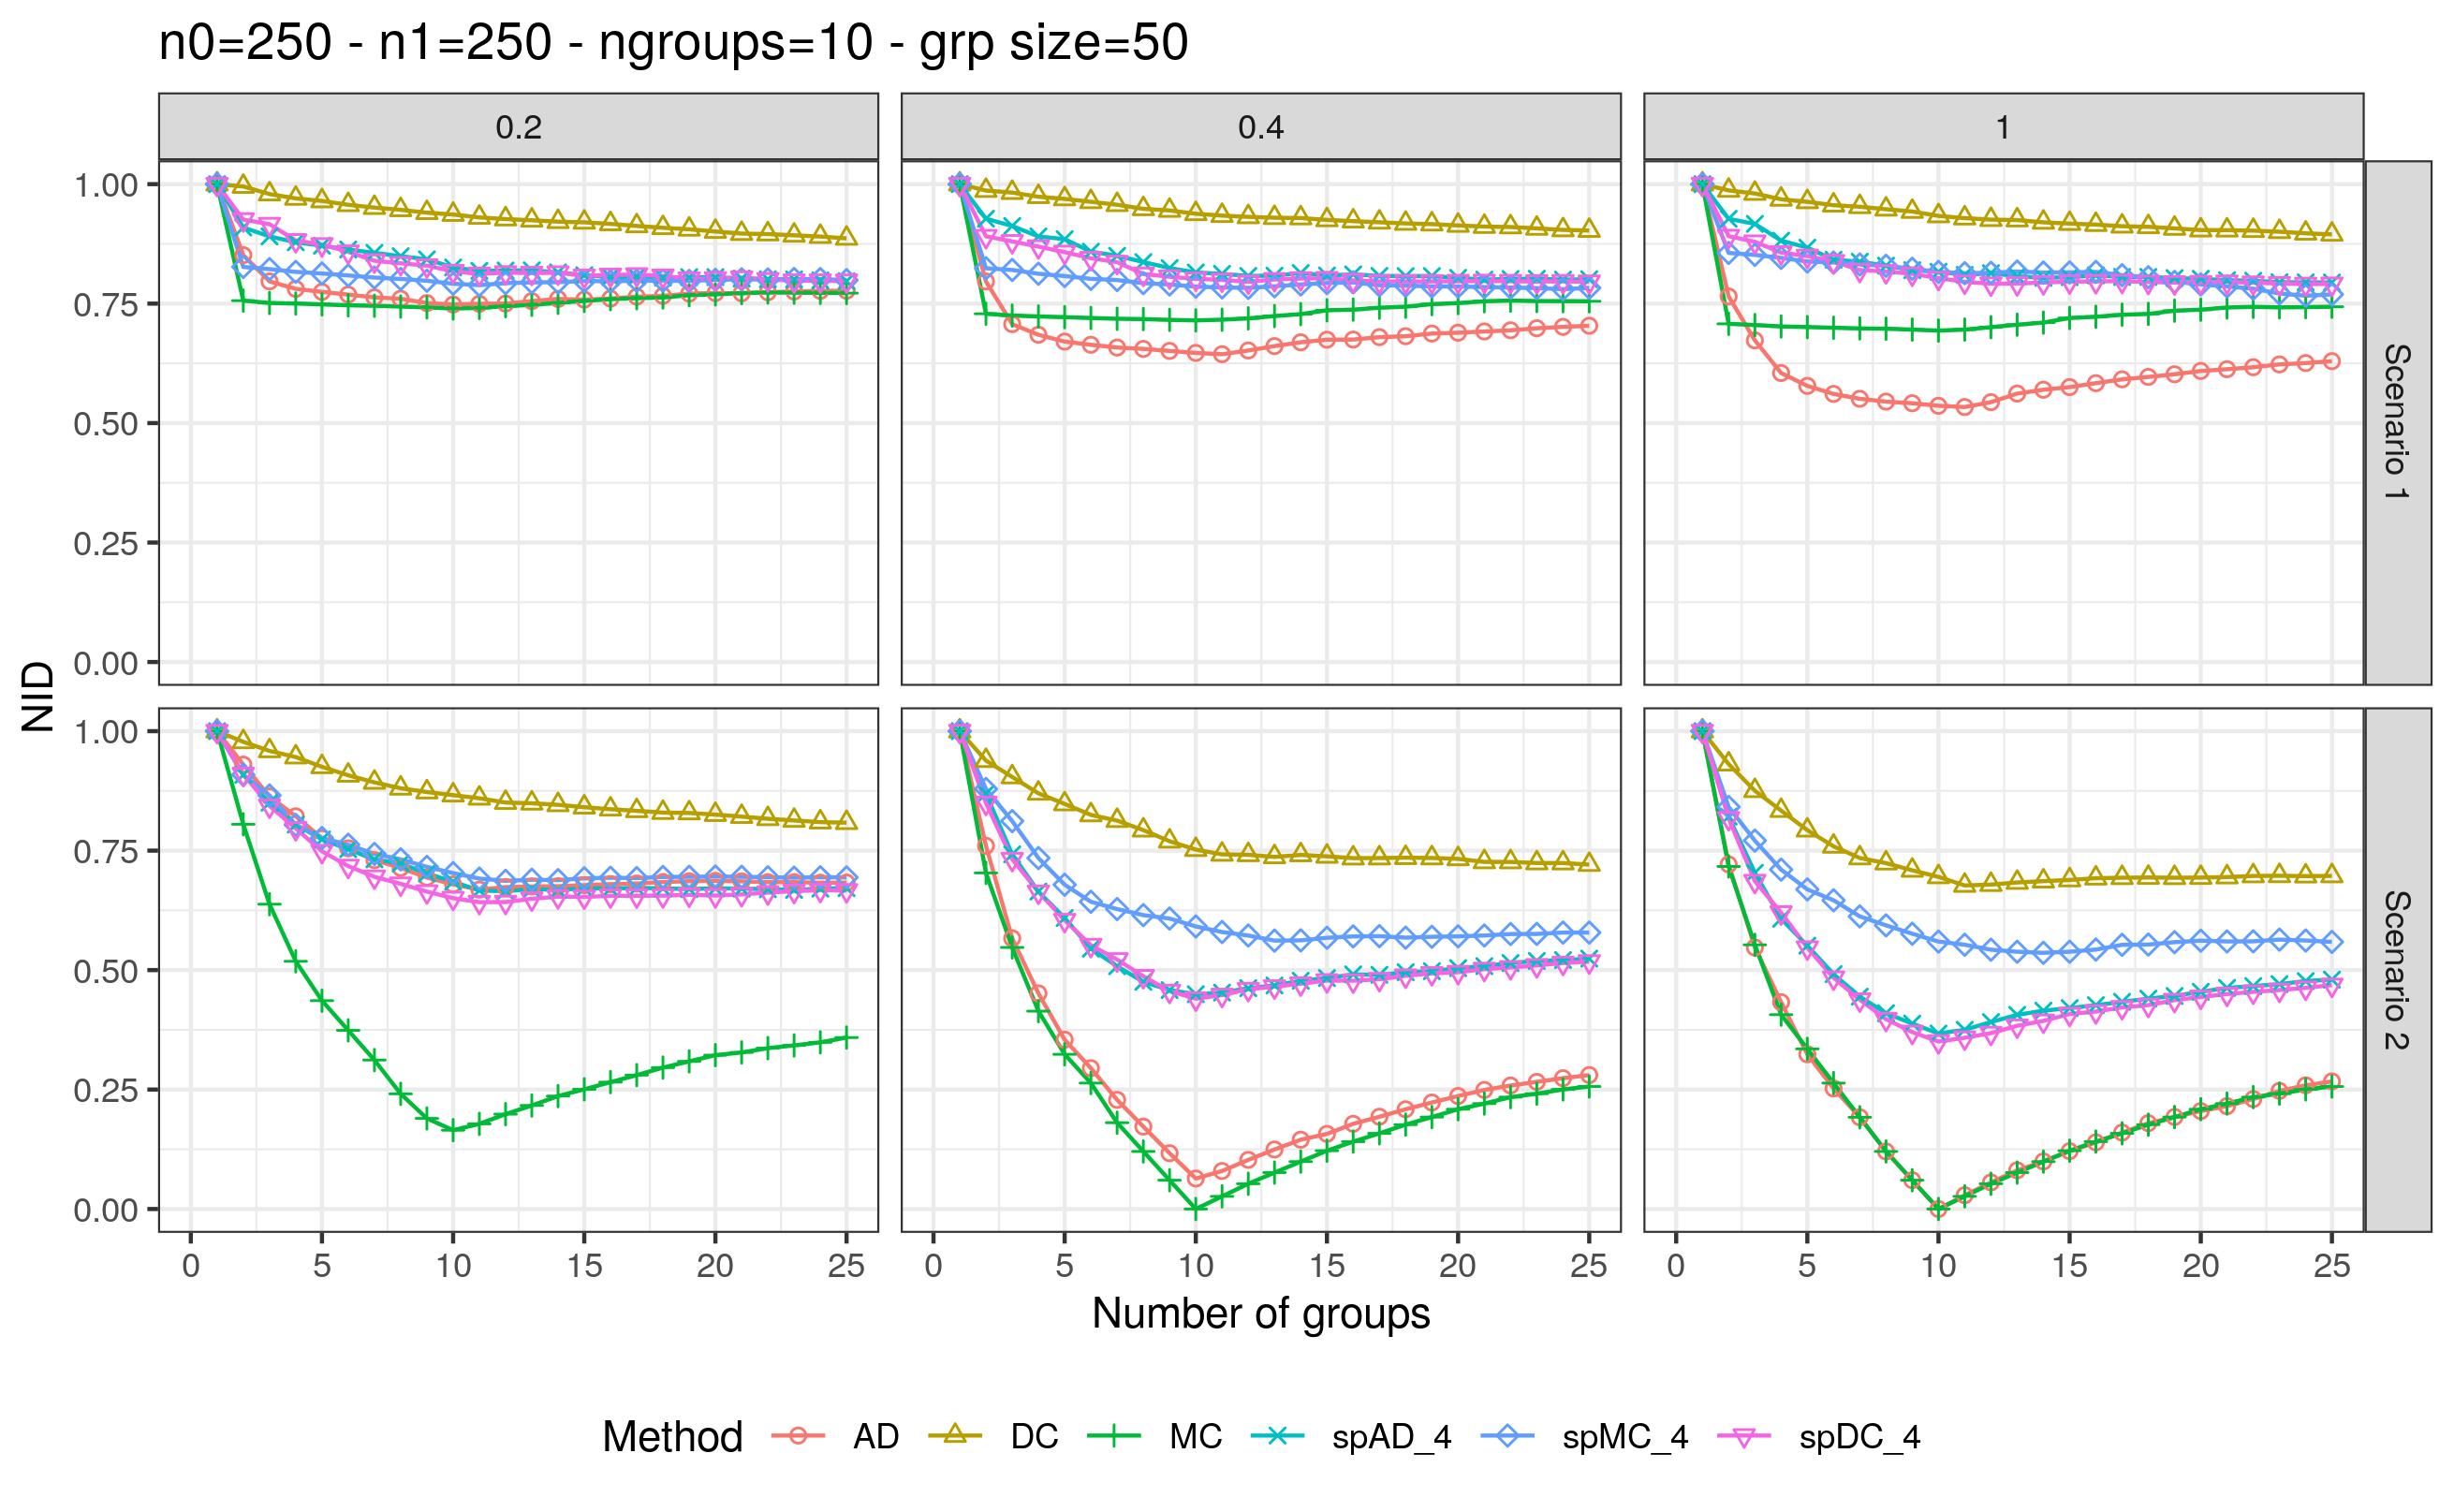 n0=250 - n1=250 - ngroups=10 - grp size=50
0.2 0.4 1
1.00
0.75
0.50
0.25
0.00
Scenario 1
NID
1.00
0.75
0.50
0.25
0.00
Scenario 2
0 5 10 15 20 25 0 5 10 15 20 25 0 5 10 15 20 25
Number of groups
Method AD DC MC spAD_4 spMC_4 spDC_4